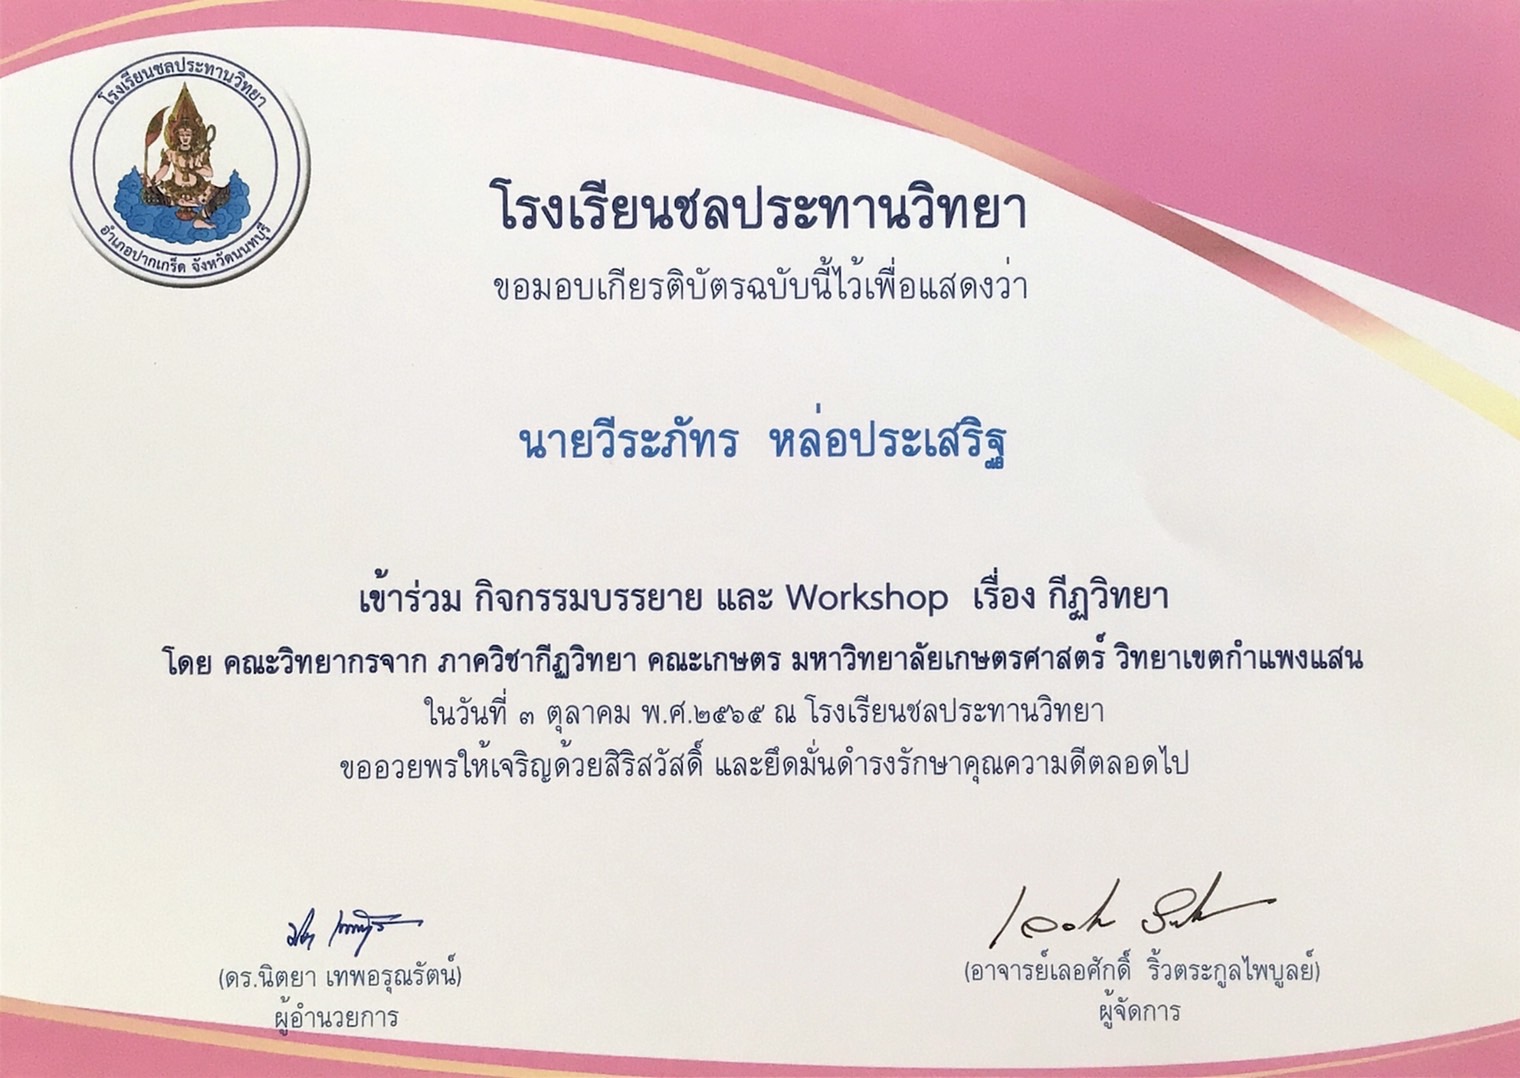 โรงเรียนชลประทานวิทยา
อำเภอปากเกร็ด จังหวัดนนทบุรี
โรงเรียนชลประทานวิทยา
ขอมอบเกียรติบัตรฉบับนี้ไว้เพื่อแสดงว่า
นายวีระภัทร หล่อประเสริฐ
เข้าร่วม กิจกรรมบรรยาย และ Workshop เรื่อง กีฏวิทยา
โดย คณะวิทยากรจาก ภาควิชากีฏวิทยา คณะเกษตร มหาวิทยาลัยเกษตรศาสตร์ วิทยาเขตกำแพงแสน
ในวันที่ ๓ ตุลาคม พ.ศ.๒๕๖๕ ณ โรงเรียนชลประทานวิทยา
ขออวยพรให้เจริญด้วยสิริสวัสดิ์ และยึดมั่นดำรงรักษาคุณความดีตลอดไป
(ดร.นิตยา เทพอรุณรัตน์)
ผู้อำนวยการ
(อาจารย์เลอศักดิ์ ริ้วตระกูลไพบูลย์)
ผู้จัดการ